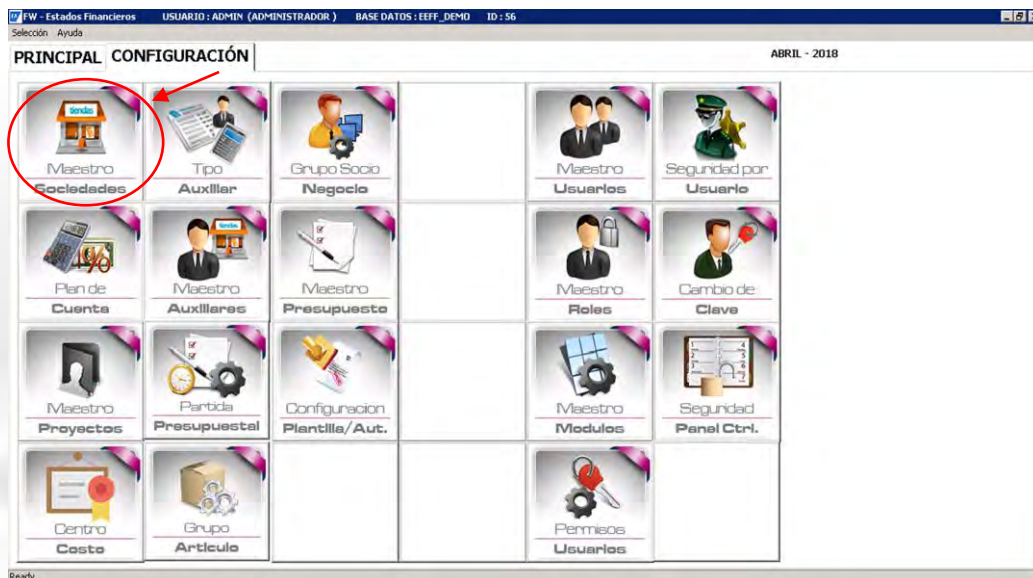 FW - Estados Financieros USUARIO : ADMIN (ADMINISTRADOR ) BASE DATOS : EEFF_DEMO ID : 56
Selección Ayuda
PRINCIPAL CONFIGURACIÓN
ABRIL - 2018
tiendas
Maestro
Sociedades
Tipo
Auxiliar
Grupo Socio
Negocio
Maestro
Usuarios
Seguridad por
Usuario
Plan de
Cuenta
tiendas
Maestro
Auxiliares
Maestro
Presupuesto
Maestro
Roles
Cambio de
Clave
Maestro
Proyectos
Partida
Presupuestal
Configuracion
Plantilla/Aut.
Maestro
Modulos
Seguridad
Panel Ctrl.
Centro
Costo
Grupo
Articulo
Permisos
Usuarios
Ready